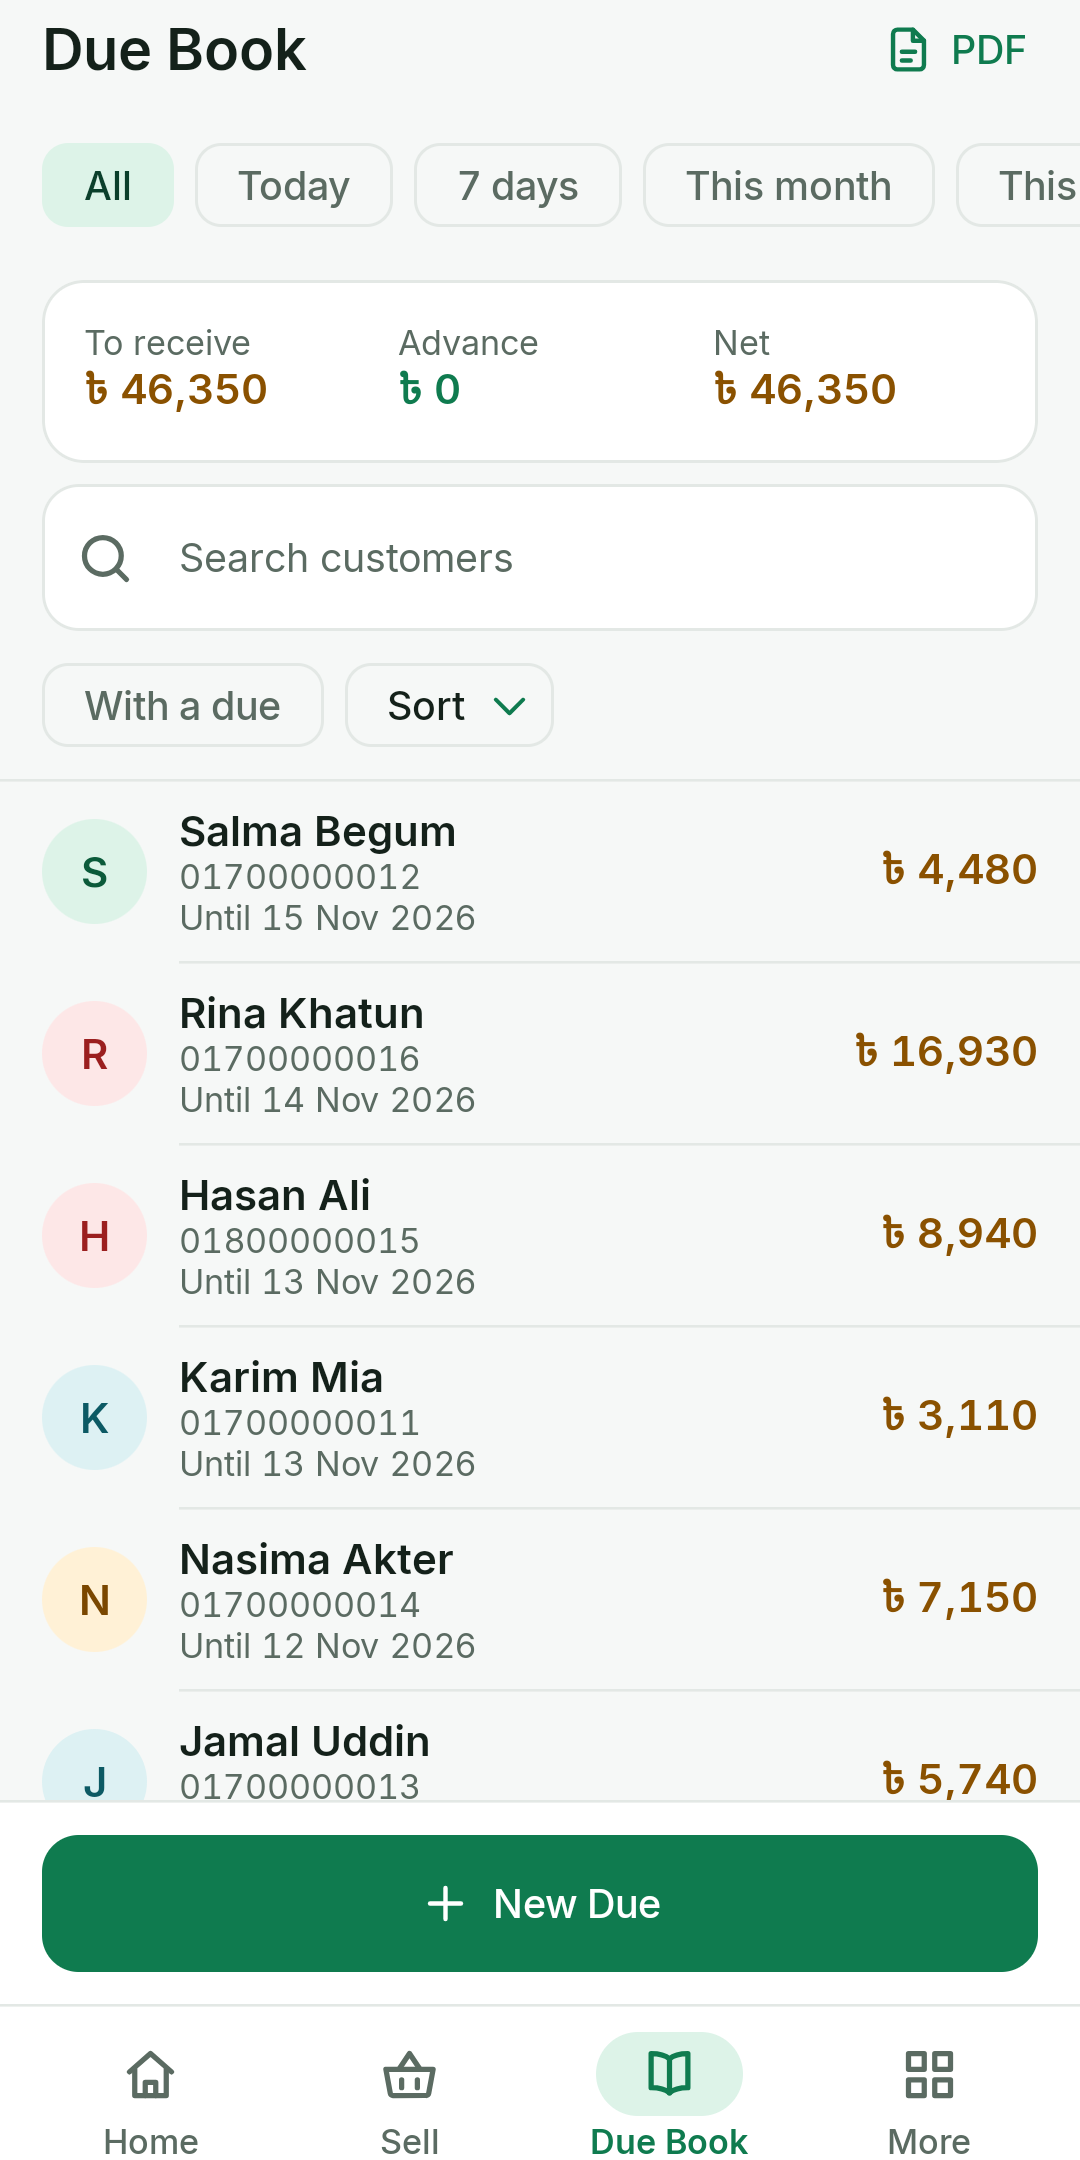 Due Book
PDF
All
Today
7 days
This month
This
To receive
Advance
Net
৳ 46,350
৳ 0
৳ 46,350
Search customers
With a due
Sort
S
Salma Begum
01700000012
Until 15 Nov 2026
৳ 4,480
R
Rina Khatun
01700000016
Until 14 Nov 2026
৳ 16,930
H
Hasan Ali
01800000015
Until 13 Nov 2026
৳ 8,940
K
Karim Mia
01700000011
Until 13 Nov 2026
৳ 3,110
N
Nasima Akter
01700000014
Until 12 Nov 2026
৳ 7,150
J
Jamal Uddin
01700000013
৳ 5,740
New Due
Home
Sell
Due Book
More